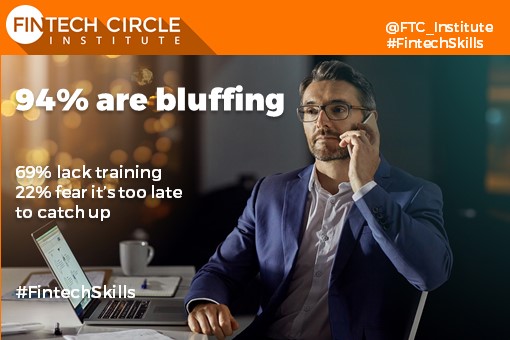 FINTECH CIRCLE
INSTITUTE
@FTC_Institute
#FintechSkills
94% are bluffing
69% lack training
22% fear it's too late
to catch up
#FintechSkills